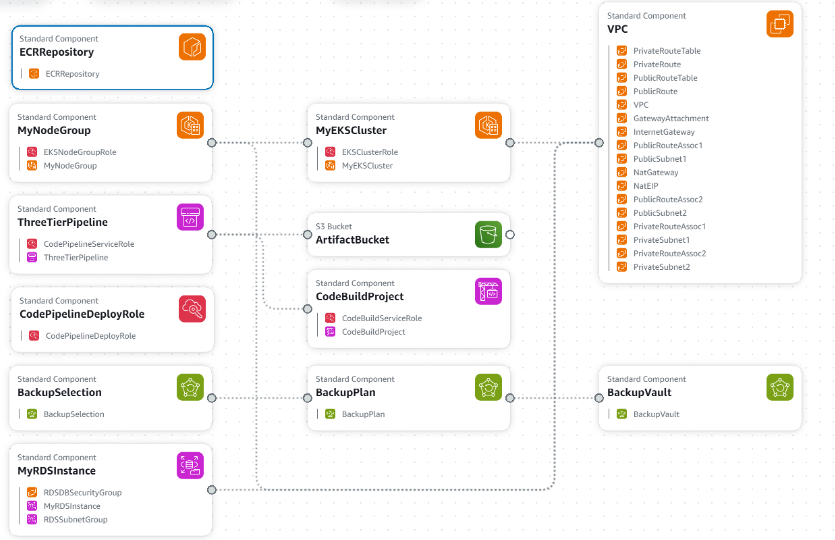 Standard Component
ECRRepository
ECRRepository
Standard Component
MyNodeGroup
EKSNodeGroupRole
MyNodeGroup
Standard Component
ThreeTierPipeline
CodePipelineServiceRole
ThreeTierPipeline
Standard Component
CodePipelineDeployRole
CodePipelineDeployRole
Standard Component
BackupSelection
BackupSelection
Standard Component
MyRDSInstance
RDSDBSecurityGroup
MyRDSInstance
RDSSubnetGroup
Standard Component
MyEKSCluster
EKSClusterRole
MyEKSCluster
S3 Bucket
ArtifactBucket
Standard Component
CodeBuildProject
CodeBuildServiceRole
CodeBuildProject
Standard Component
BackupPlan
BackupPlan
Standard Component
VPC
PrivateRouteTable
PrivateRoute
PublicRouteTable
PublicRoute
VPC
GatewayAttachment
InternetGateway
PublicRouteAssoc1
PublicSubnet1
NatGateway
NatEIP
PublicRouteAssoc2
PublicSubnet2
PrivateRouteAssoc1
PrivateSubnet1
PrivateRouteAssoc2
PrivateSubnet2
Standard Component
BackupVault
BackupVault